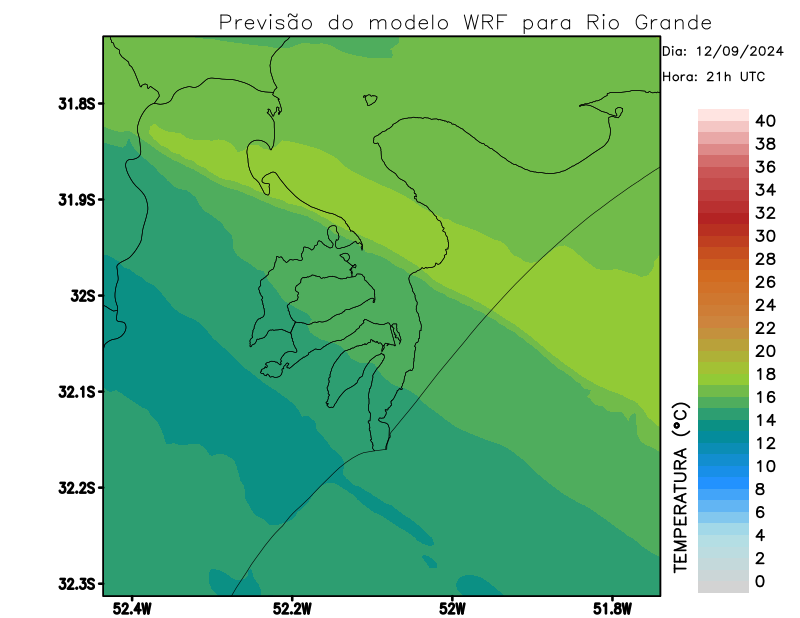 Previsão do modelo WRF para Rio Grande
Dia: 12/09/2024
Hora: 21h UTC
31.8S
31.9S
32S
32.1S
32.2S
32.3S
52.4W
52.2W
52W
51.8W
TEMPERATURA (°C)
40
38
36
34
32
30
28
26
24
22
20
18
16
14
12
10
8
6
4
2
0